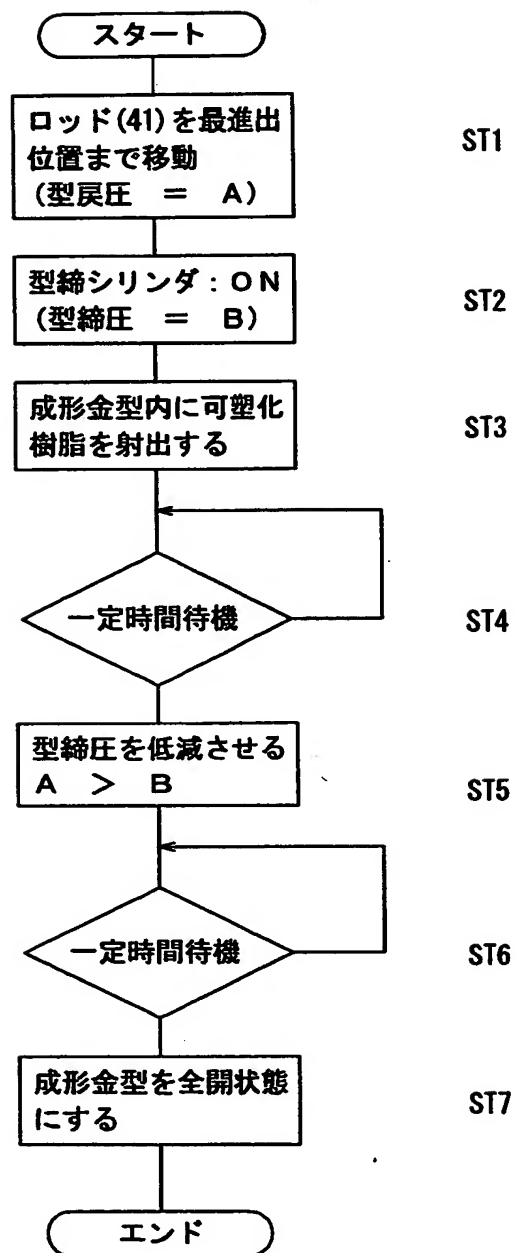 スタート
ロッド(41)を最進出
位置まで移動
(型戻圧 = A)
ST1
型締シリンダ:ON
(型締圧 = B)
ST2
成形金型内に可塑化
樹脂を射出する
ST3
一定時間待機
ST4
型締圧を低減させる
A > B
ST5
一定時間待機
ST6
成形金型を全開状態
にする
ST7
エンド